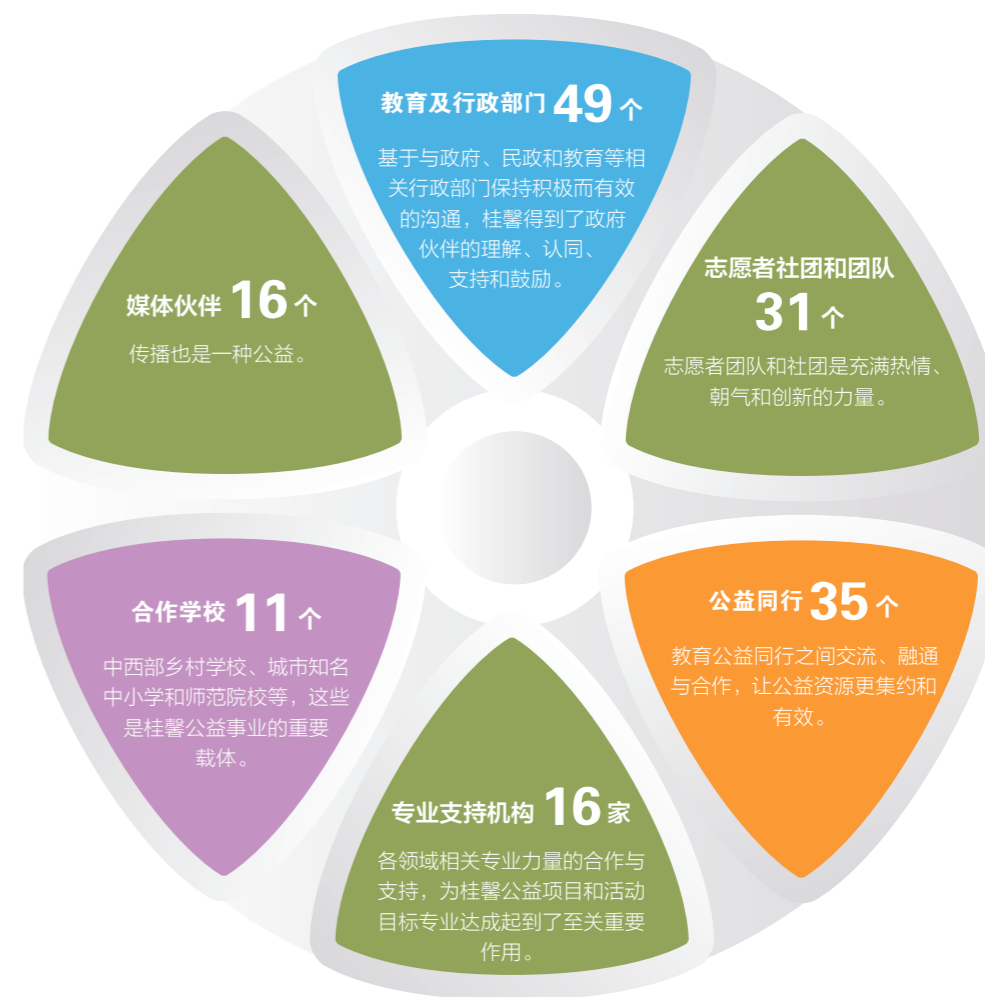 教育及行政部门 49 个
基于与政府、民政和教育等相
关行政部门保持积极而有效
的沟通，桂馨得到了政府
伙伴的理解、认同、
支持和鼓励。
志愿者社团和团队
31 个
志愿者团队和社团是充满热情、
朝气和创新的力量。
公益同行 35 个
教育公益同行之间交流、融通
与合作，让公益资源更集约和
有效。
专业支持机构 16 家
各领域相关专业力量的合作与
支持，为桂馨公益项目和活动
目标专业达成起到了至关重要
作用。
合作学校 11 个
中西部乡村学校、城市知名
中小学和师范院校等，这些
是桂馨公益事业的重要
载体。
媒体伙伴 16 个
传播也是一种公益。